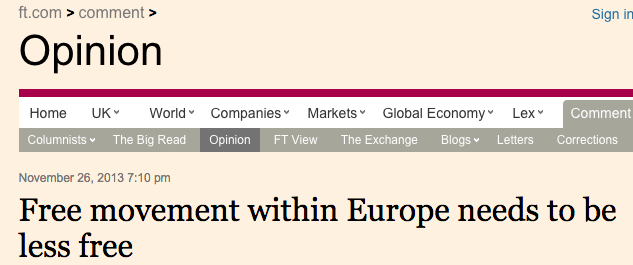 ft.com > comment >
Sign in
Opinion
Home UK World Companies Markets Global Economy Lex Comment
Columnists The Big Read Opinion FT View The Exchange Blogs Letters Corrections
November 26, 2013 7:10 pm
Free movement within Europe needs to be
less free